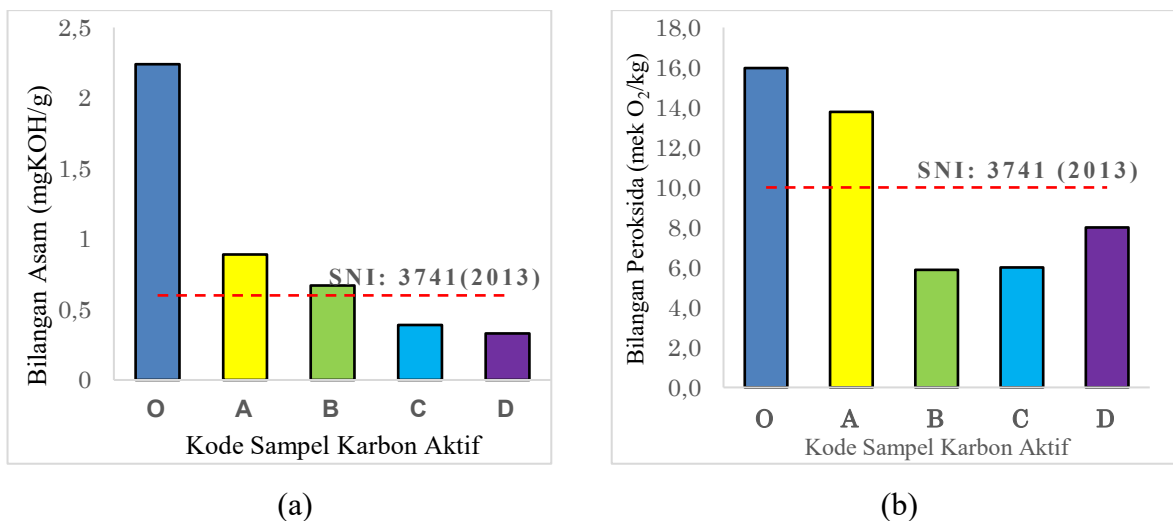 Bilangan Asam (mgKOH/g)
2,5
2
1,5
1
0,5
0
SNI: 3741(2013)
O A B C D
Kode Sampel Karbon Aktif
(a)
Bilangan Peroksida (mek O₂/kg)
18,0
16,0
14,0
12,0
10,0
8,0
6,0
4,0
2,0
0,0
SNI: 3741 (2013)
O A B C D
Kode Sampel Karbon Aktif
(b)